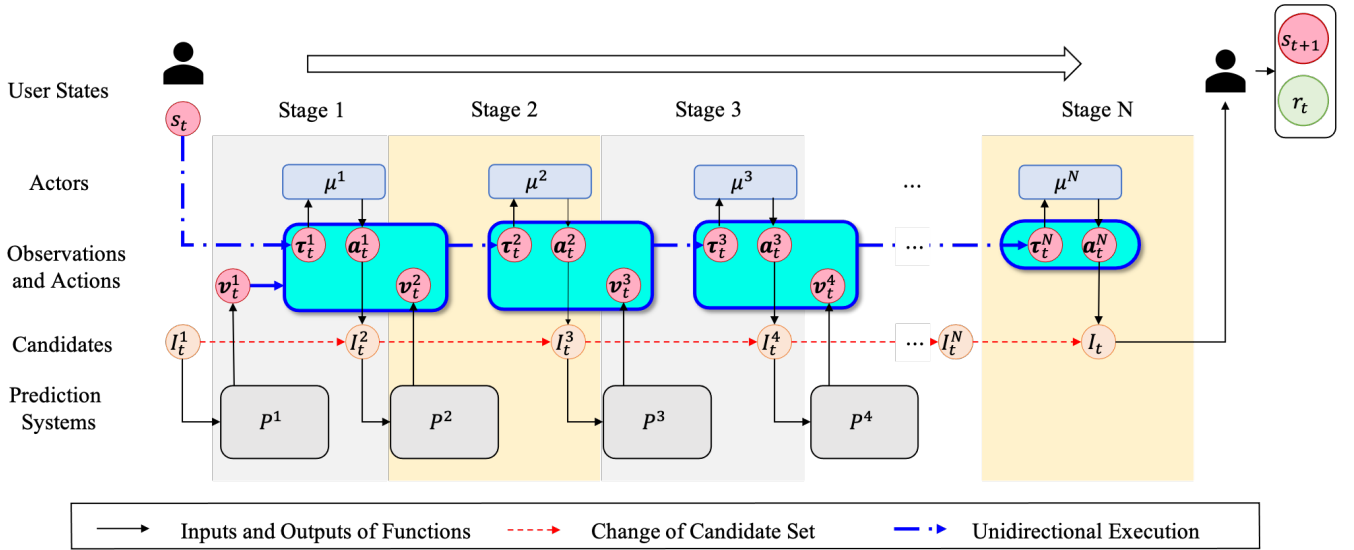 s_{t+1}
r_t
User States
s_t
Stage 1 Stage 2 Stage 3 Stage N
Actors
μ^1 μ^2 μ^3 ... μ^N
Observations
and Actions
τ_t^1 a_t^1 τ_t^2 a_t^2 τ_t^3 a_t^3 ... τ_t^N a_t^N
v_t^1 v_t^2 v_t^3 v_t^4
Candidates
I_t^1 I_t^2 I_t^3 I_t^4 ... I_t^N I_t
Prediction
Systems
P^1 P^2 P^3 P^4
Inputs and Outputs of Functions Change of Candidate Set Unidirectional Execution